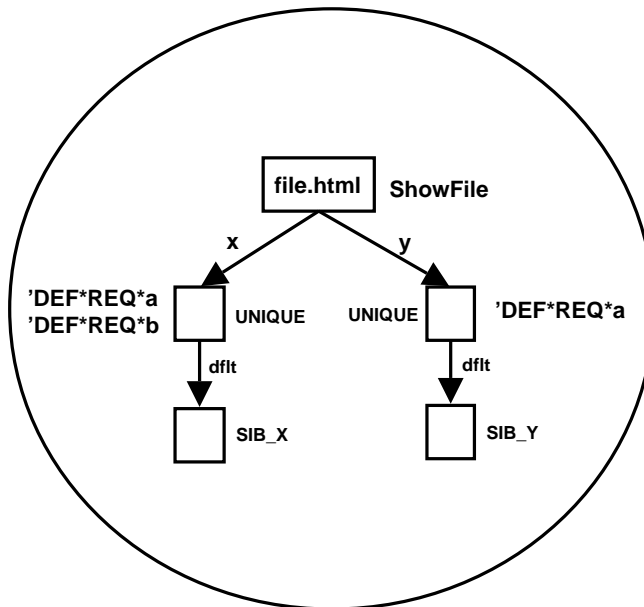 file.html
ShowFile
x
y
’DEF*REQ*a
’DEF*REQ*b
UNIQUE
UNIQUE
’DEF*REQ*a
dflt
dflt
SIB_X
SIB_Y